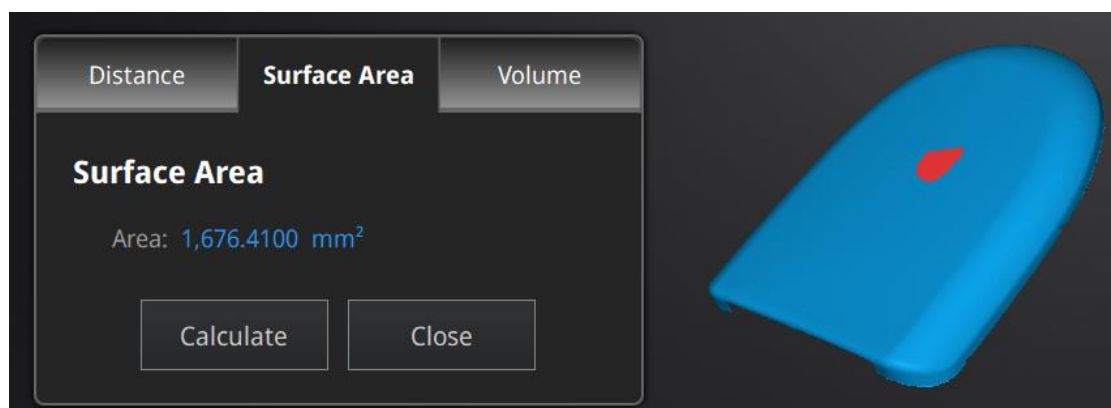 Distance Surface Area Volume
Surface Area
Area: 1,676.4100 mm²
Calculate Close